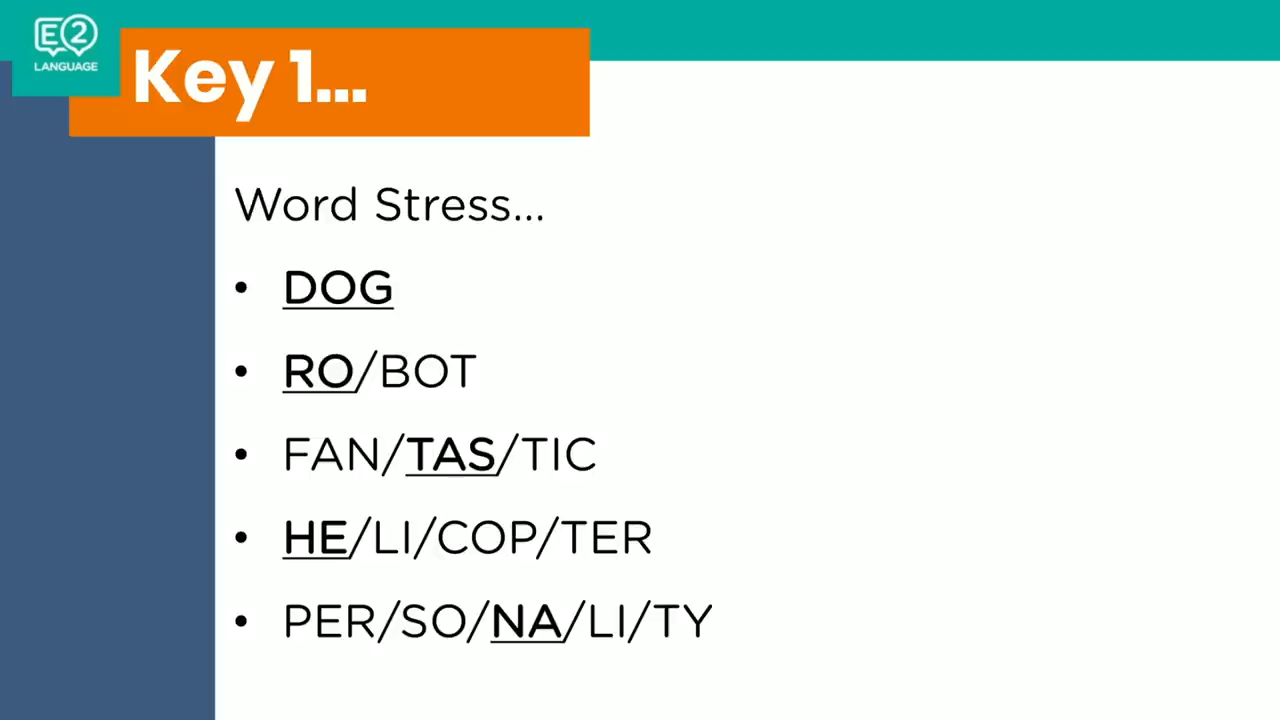 E2
LANGUAGE
Key 1...
Word Stress...
• DOG
• RO/BOT
• FAN/TAS/TIC
• HE/LI/COP/TER
• PER/SO/NA/LI/TY